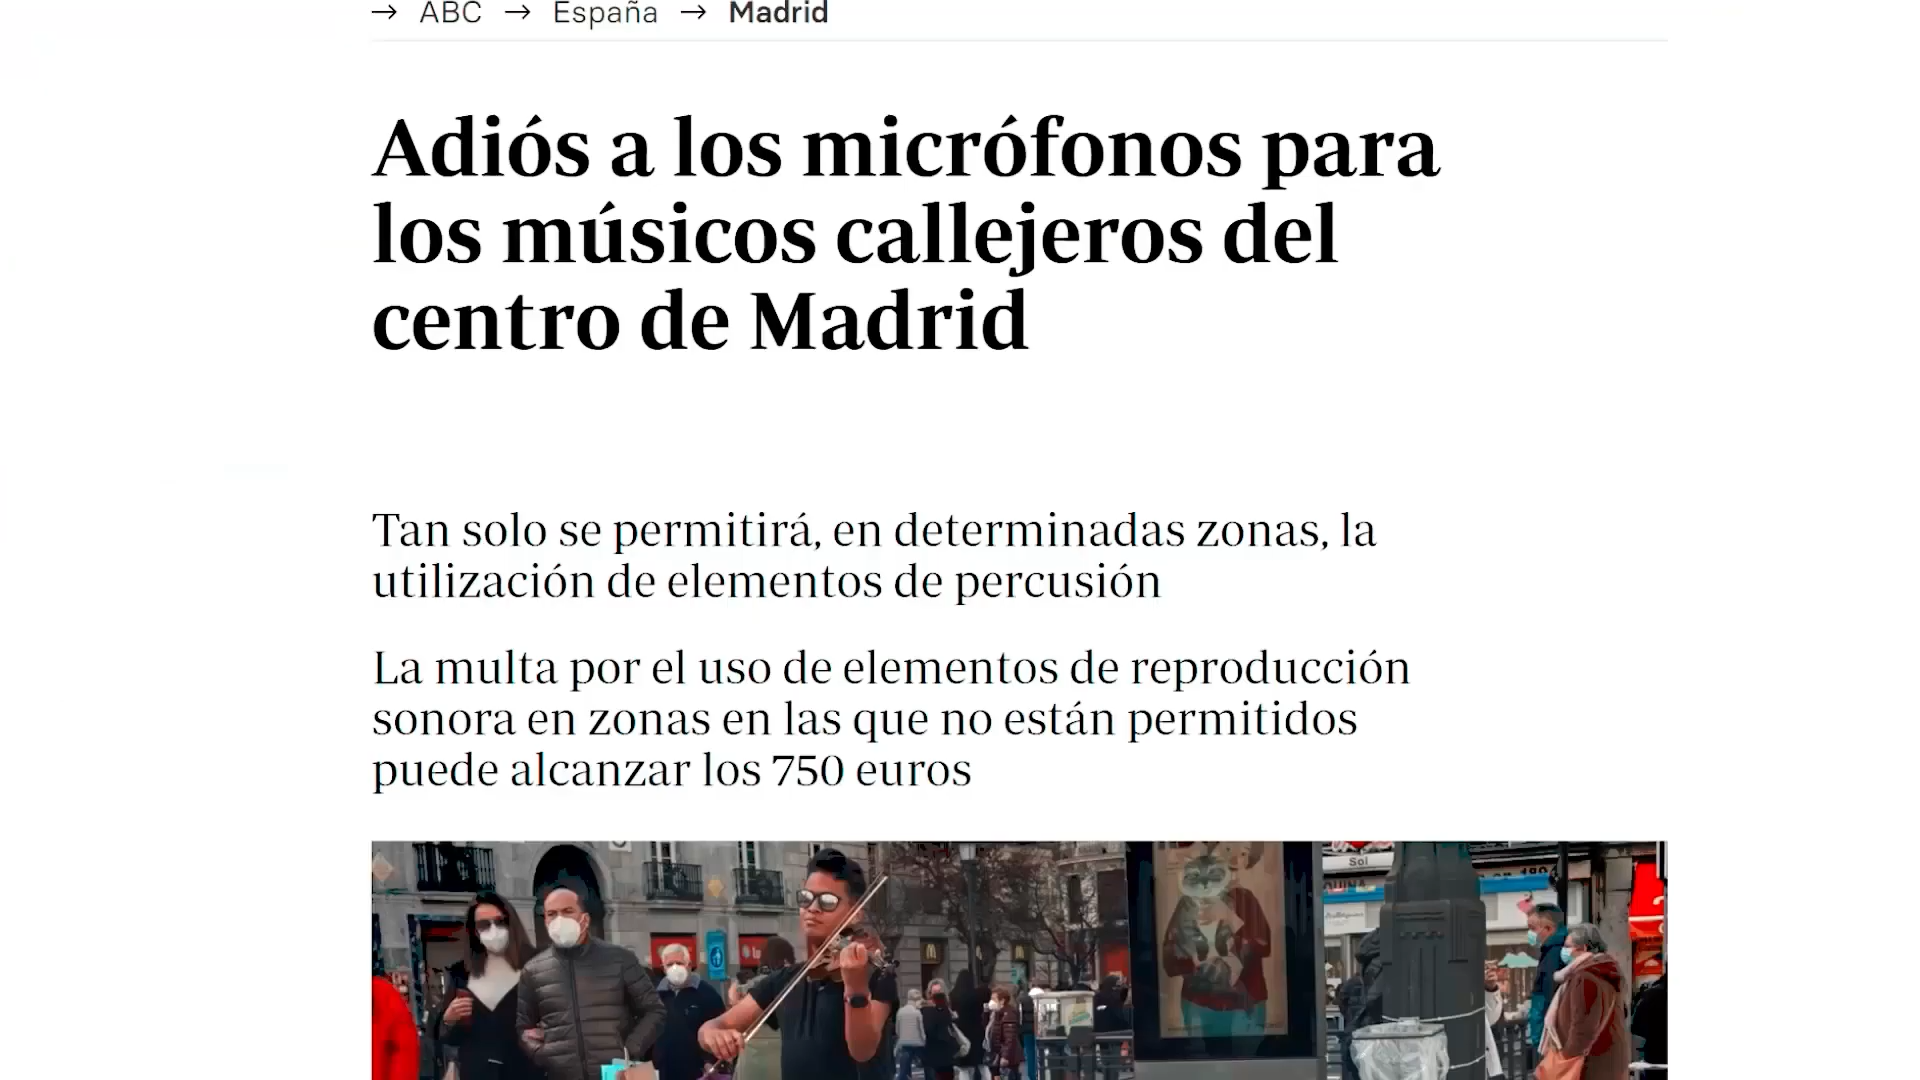 → ABC → España → Madrid
Adiós a los micrófonos para
los músicos callejeros del
centro de Madrid
Tan solo se permitirá, en determinadas zonas, la
utilización de elementos de percusión
La multa por el uso de elementos de reproducción
sonora en zonas en las que no están permitidos
puede alcanzar los 750 euros
Sol